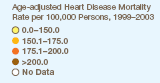 Age-adjusted Heart Disease Mortality
Rate per 100,000 Persons, 1999–2003
0.0–150.0
150.1–175.0
175.1–200.0
>200.0
No Data